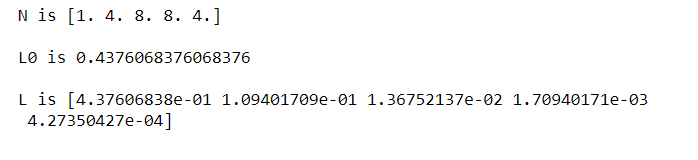 N is [1. 4. 8. 8. 4.]
L0 is 0.4376068376068376
L is [4.37606838e-01 1.09401709e-01 1.36752137e-02 1.70940171e-03
4.27350427e-04]